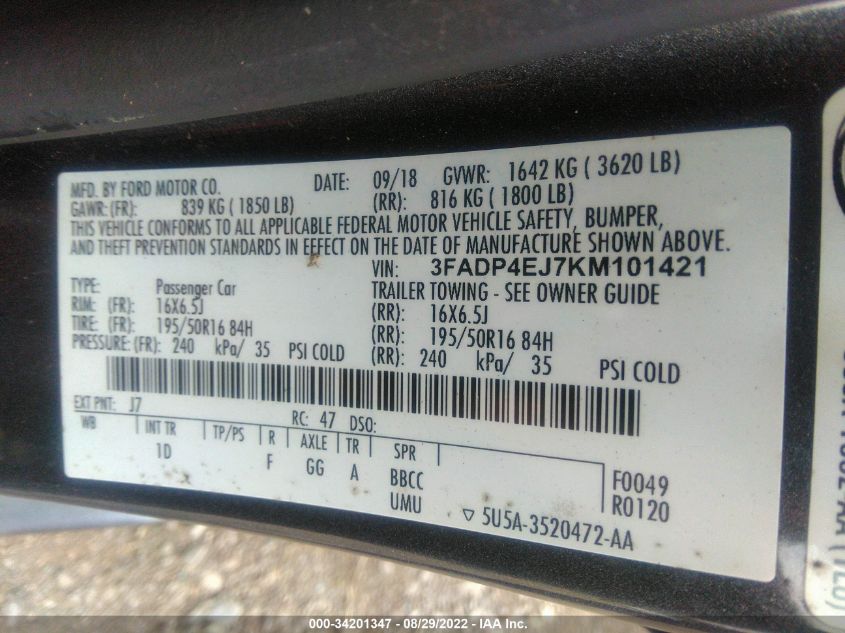 MFD. BY FORD MOTOR CO. DATE: 09/18 GVWR: 1642 KG ( 3620 LB)
GAWR: (FR): 839 KG ( 1850 LB) (RR): 816 KG ( 1800 LB)
THIS VEHICLE CONFORMS TO ALL APPLICABLE FEDERAL MOTOR VEHICLE SAFETY, BUMPER,
AND THEFT PREVENTION STANDARDS IN EFFECT ON THE DATE OF MANUFACTURE SHOWN ABOVE.
VIN: 3FADP4EJ7KM101421
TYPE: Passenger Car TRAILER TOWING - SEE OWNER GUIDE
RIM: (FR): 16X6.5J (RR): 16X6.5J
TIRE: (FR): 195/50R16 84H (RR): 195/50R16 84H
PRESSURE: (FR): 240 kPa/ 35 PSI COLD (RR): 240 kPa/ 35 PSI COLD
EXT PNT: J7 RC: 47 DSO:
WB INT TR TP/PS R AXLE TR SPR
1D F GG A BBCC F0049
UMU R0120
▽ 5U5A-3520472-AA
000-34201347 - 08/29/2022 - IAA Inc.